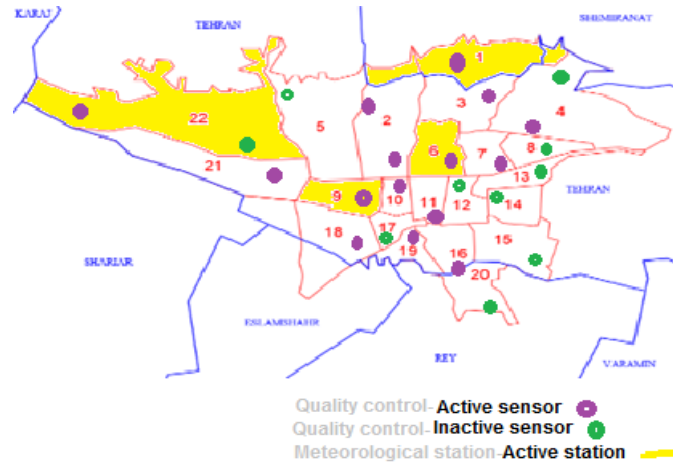 KARAJ
TEHRAN
SHEMIRANAT
1
3
4
22
5
2
6
7
8
21
13
9
10
11
12
14
TEHRAN
18
17
19
16
15
20
SHARIAR
ESLAMSHAHR
REY
VARAMIN
Quality control-Active sensor
Quality control-Inactive sensor
Meteorological station-Active station